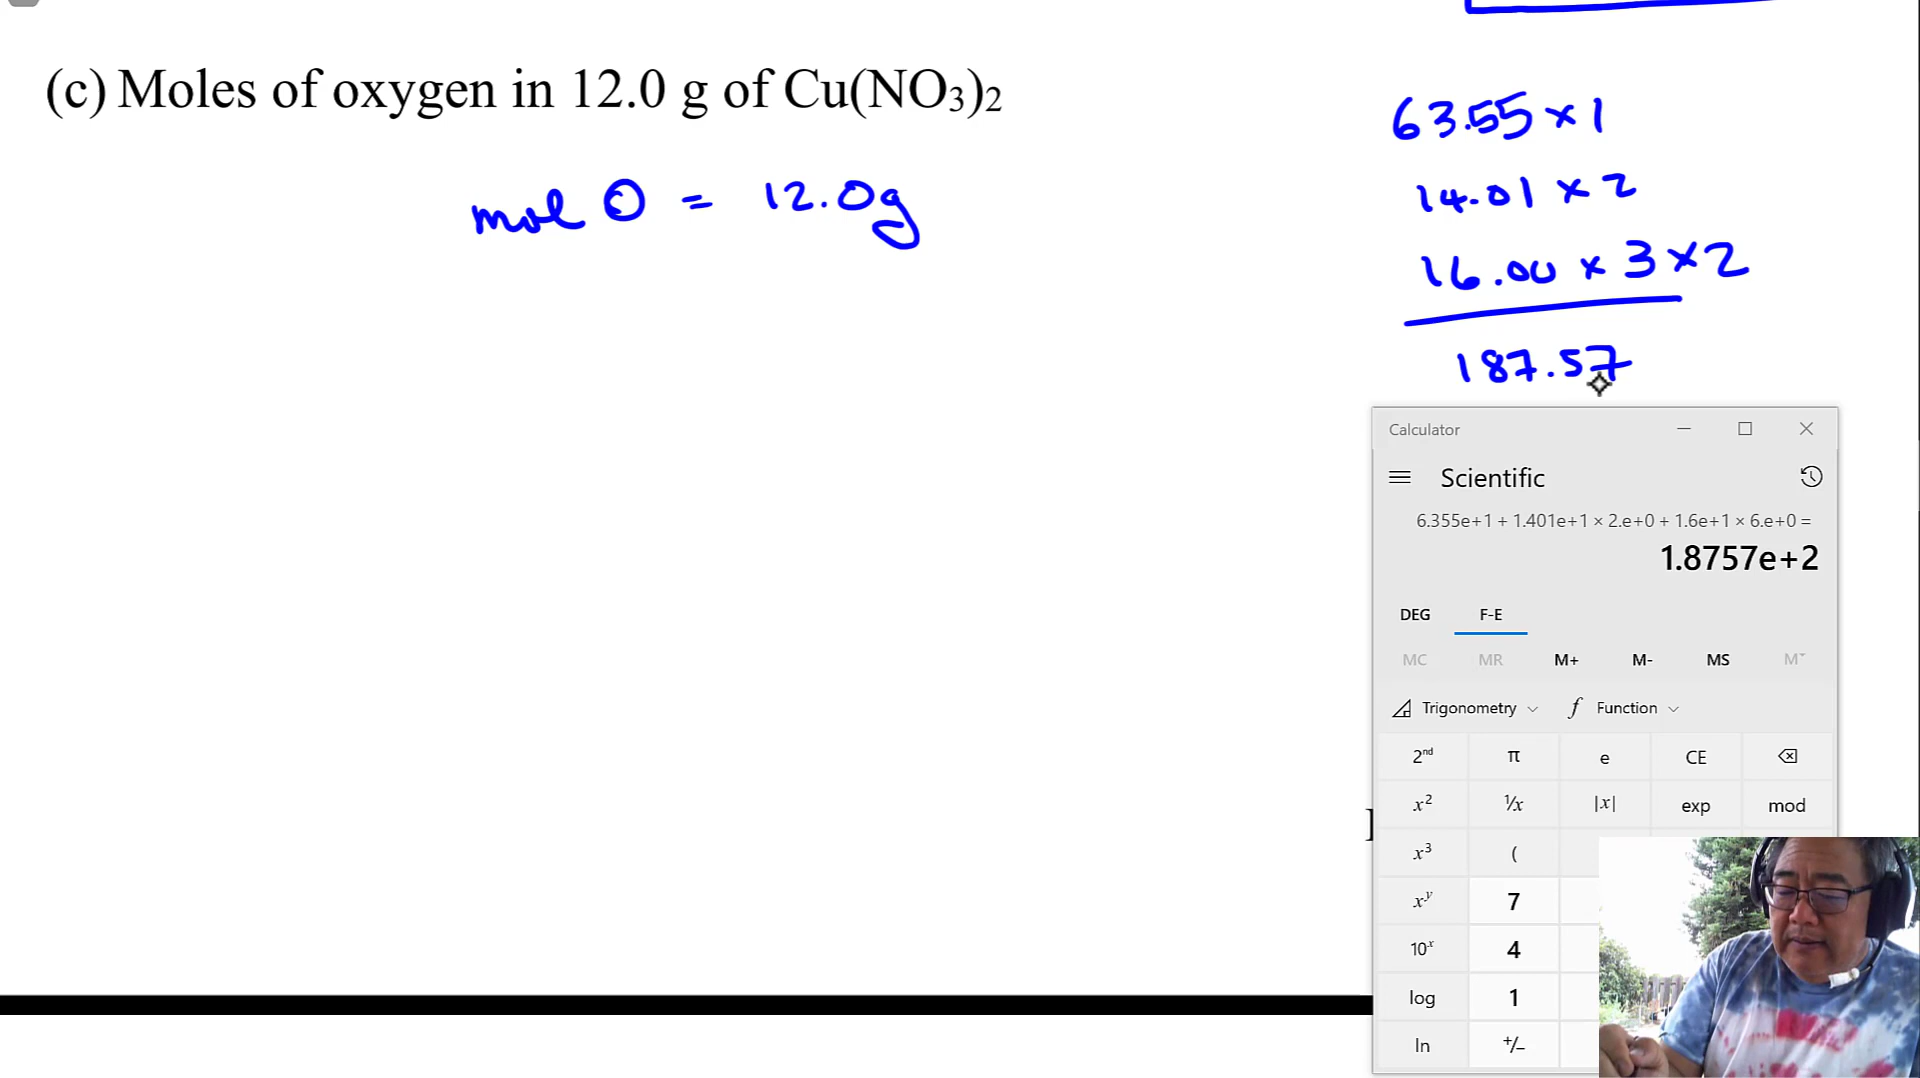 (c) Moles of oxygen in 12.0 g of Cu(NO₃)₂
mol O = 12.0g
63.55 × 1
14.01 × 2
16.00 × 3 × 2
187.57
Calculator
Scientific
6.355e+1 + 1.401e+1 × 2.e+0 + 1.6e+1 × 6.e+0 =
1.8757e+2
DEG F-E
MC MR M+ M- MS M˅
Trigonometry f Function
2ⁿᵈ π e CE
x² ¹/x |x| exp mod
x³ (
xʸ 7
10ˣ 4
log 1
ln +/−